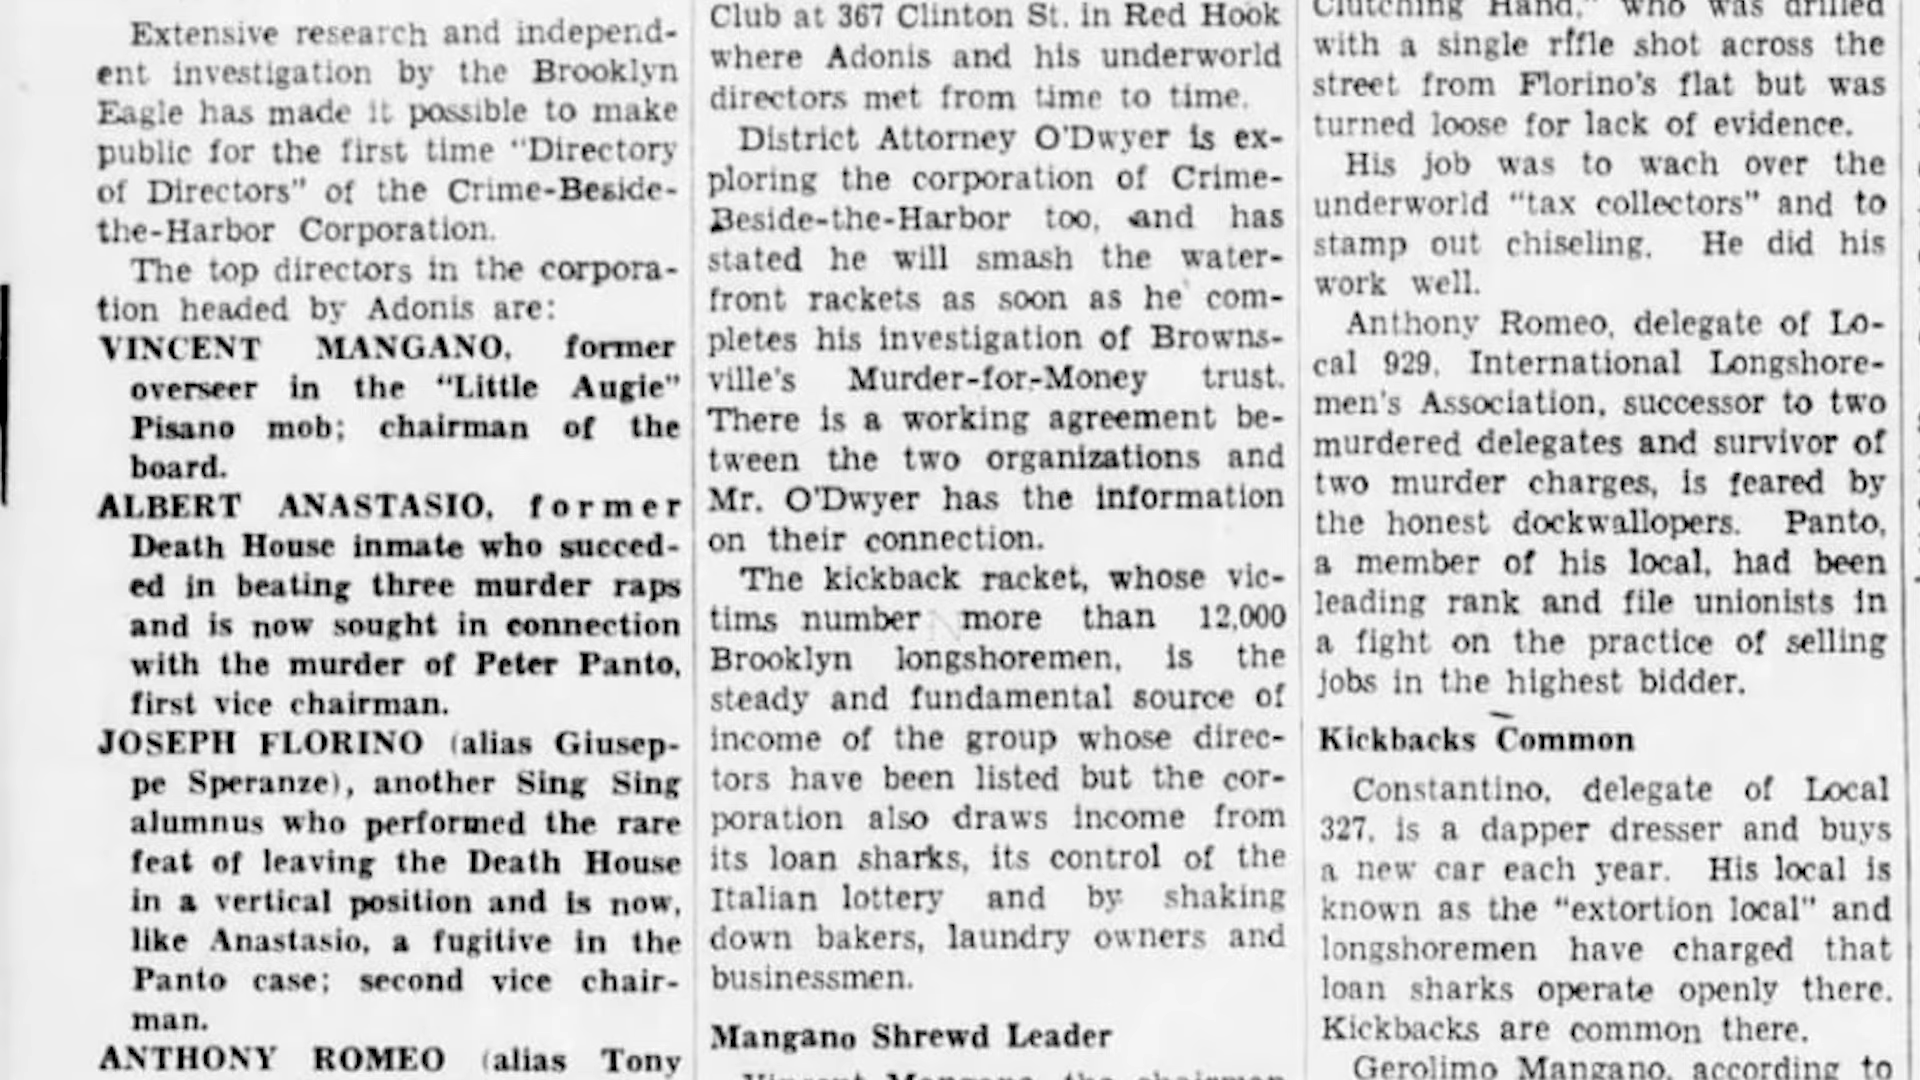 Extensive research and independ-
ent investigation by the Brooklyn
Eagle has made it possible to make
public for the first time "Directory
of Directors" of the Crime-Beside-
the-Harbor Corporation.
The top directors in the corpora-
tion headed by Adonis are:
VINCENT MANGANO, former
overseer in the "Little Augie"
Pisano mob; chairman of the
board.
ALBERT ANASTASIO, former
Death House inmate who succed-
ed in beating three murder raps
and is now sought in connection
with the murder of Peter Panto,
first vice chairman.
JOSEPH FLORINO (alias Giusep-
pe Speranze), another Sing Sing
alumnus who performed the rare
feat of leaving the Death House
in a vertical position and is now,
like Anastasio, a fugitive in the
Panto case; second vice chair-
man.
ANTHONY ROMEO (alias Tony
Club at 367 Clinton St. in Red Hook
where Adonis and his underworld
directors met from time to time.
District Attorney O'Dwyer is ex-
ploring the corporation of Crime-
Beside-the-Harbor too, and has
stated he will smash the water-
front rackets as soon as he com-
pletes his investigation of Browns-
ville's Murder-for-Money trust.
There is a working agreement be-
tween the two organizations and
Mr. O'Dwyer has the information
on their connection.
The kickback racket, whose vic-
tims number more than 12,000
Brooklyn longshoremen, is the
steady and fundamental source of
income of the group whose direc-
tors have been listed but the cor-
poration also draws income from
its loan sharks, its control of the
Italian lottery and by shaking
down bakers, laundry owners and
businessmen.
Mangano Shrewd Leader
Vincent Mangano, the chairman
Clutching Hand," who was drilled
with a single rffle shot across the
street from Florino's flat but was
turned loose for lack of evidence.
His job was to wach over the
underworld "tax collectors" and to
stamp out chiseling. He did his
work well.
Anthony Romeo, delegate of Lo-
cal 929, International Longshore-
men's Association, successor to two
murdered delegates and survivor of
two murder charges, is feared by
the honest dockwallopers. Panto,
a member of his local, had been
leading rank and file unionists in
a fight on the practice of selling
jobs in the highest bidder.
Kickbacks Common
Constantino, delegate of Local
327, is a dapper dresser and buys
a new car each year. His local is
known as the "extortion local" and
longshoremen have charged that
loan sharks operate openly there.
Kickbacks are common there.
Gerolimo Mangano, according to